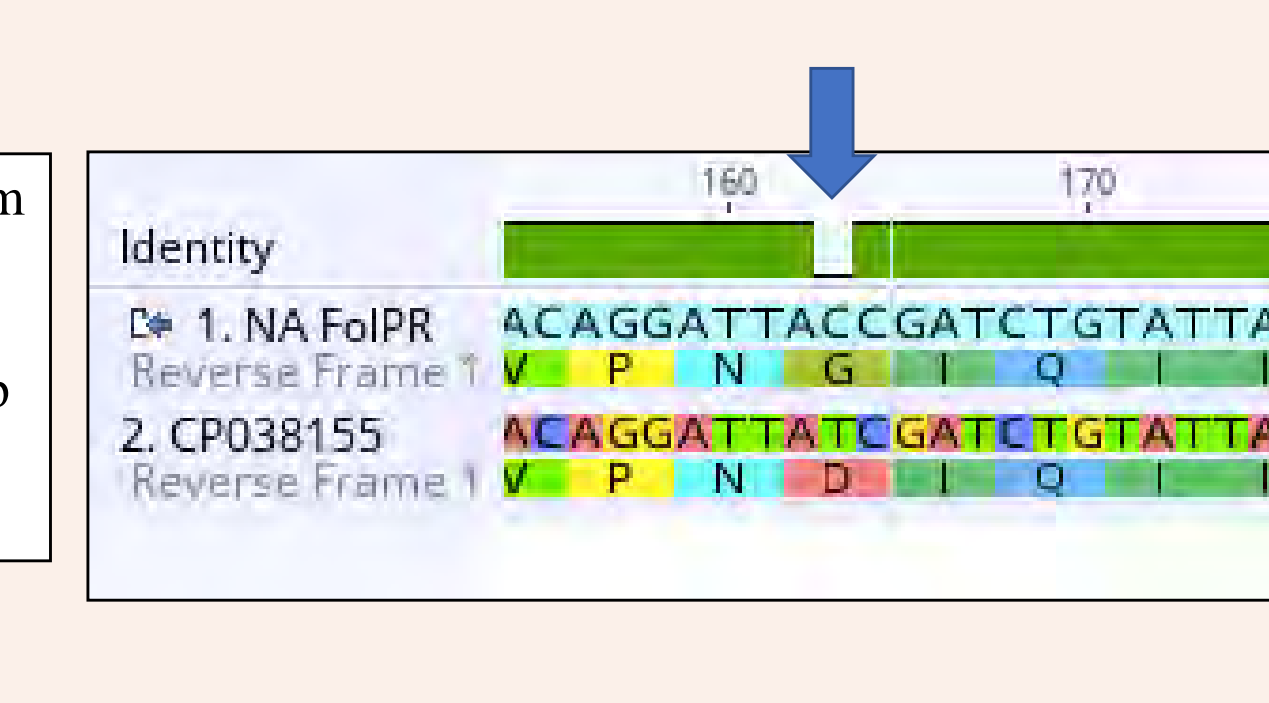 m
160 170
Identity
1. NA FolPR ACAGGATTACCGATCTGTATTA
Reverse Frame 1 V P N G I Q I I
2. CP038155 ACAGGATTATCGATCTGTATTA
Reverse Frame 1 V P N D I Q I I